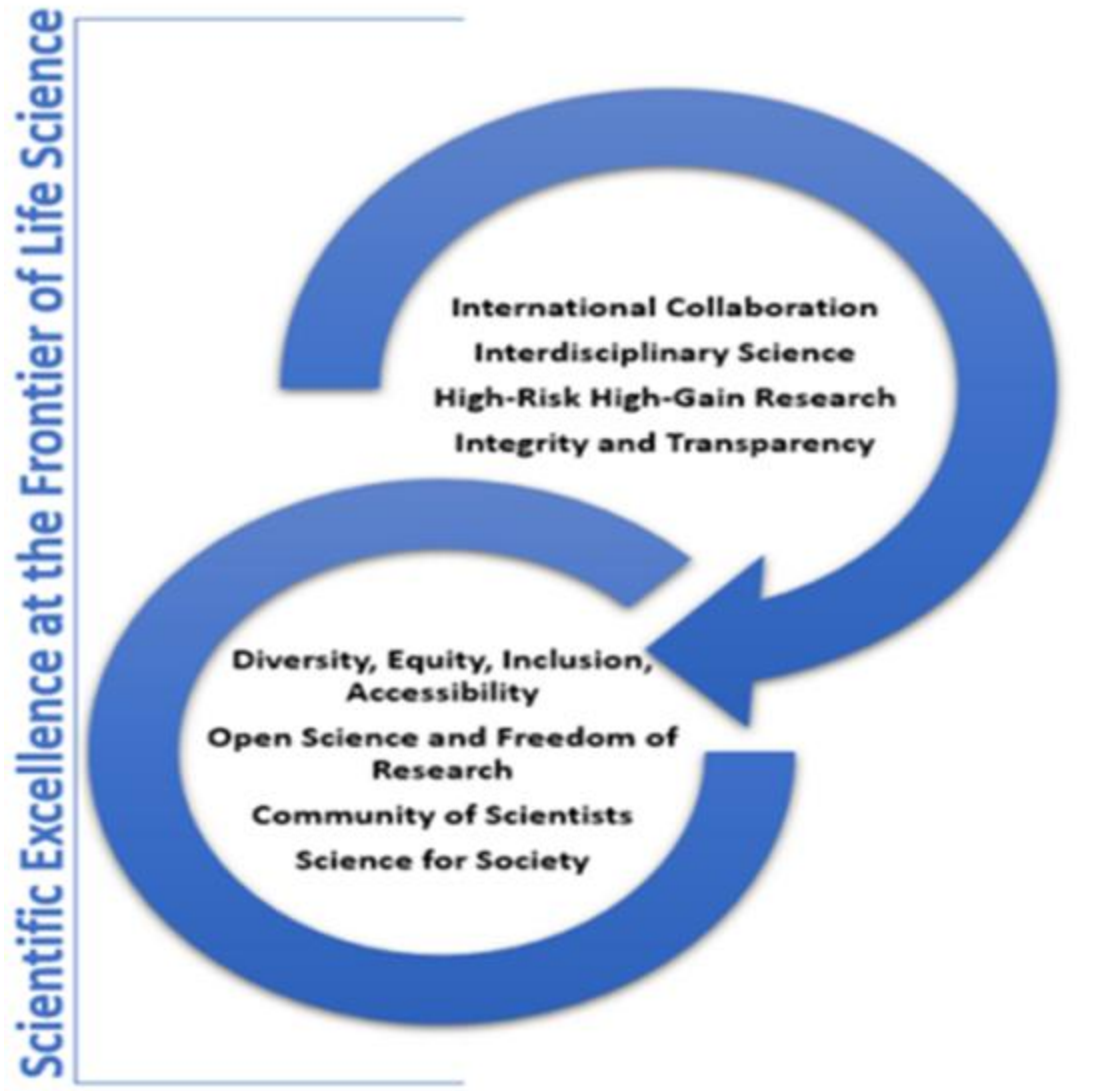 Scientific Excellence at the Frontier of Life Science
International Collaboration
Interdisciplinary Science
High-Risk High-Gain Research
Integrity and Transparency
Diversity, Equity, Inclusion,
Accessibility
Open Science and Freedom of
Research
Community of Scientists
Science for Society